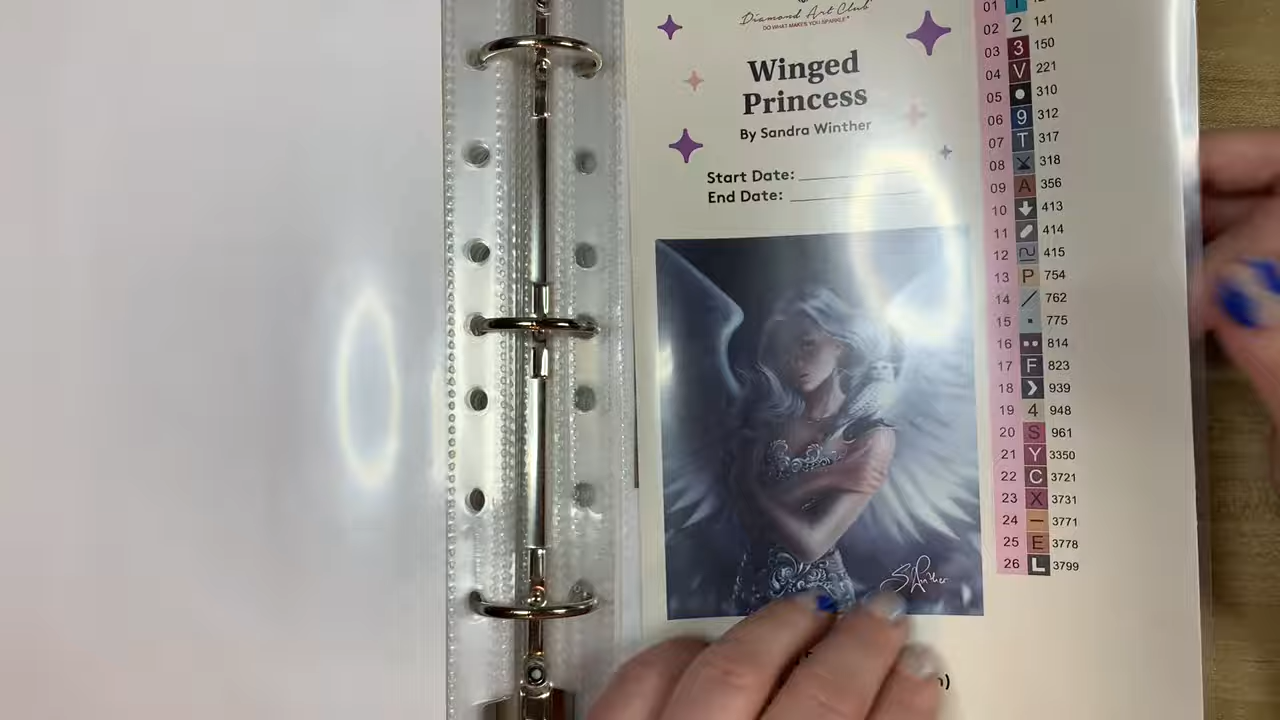 Diamond Art Club
DO WHAT MAKES YOU SPARKLE
Winged
Princess
By Sandra Winther
Start Date:
End Date:
S Winther
01
02 2 141
03 3 150
04 V 221
05 310
06 9 312
07 T 317
08 318
09 A 356
10 413
11 414
12 415
13 P 754
14 / 762
15 775
16 814
17 F 823
18 939
19 4 948
20 S 961
21 Y 3350
22 C 3721
23 X 3731
24 — 3771
25 E 3778
26 L 3799